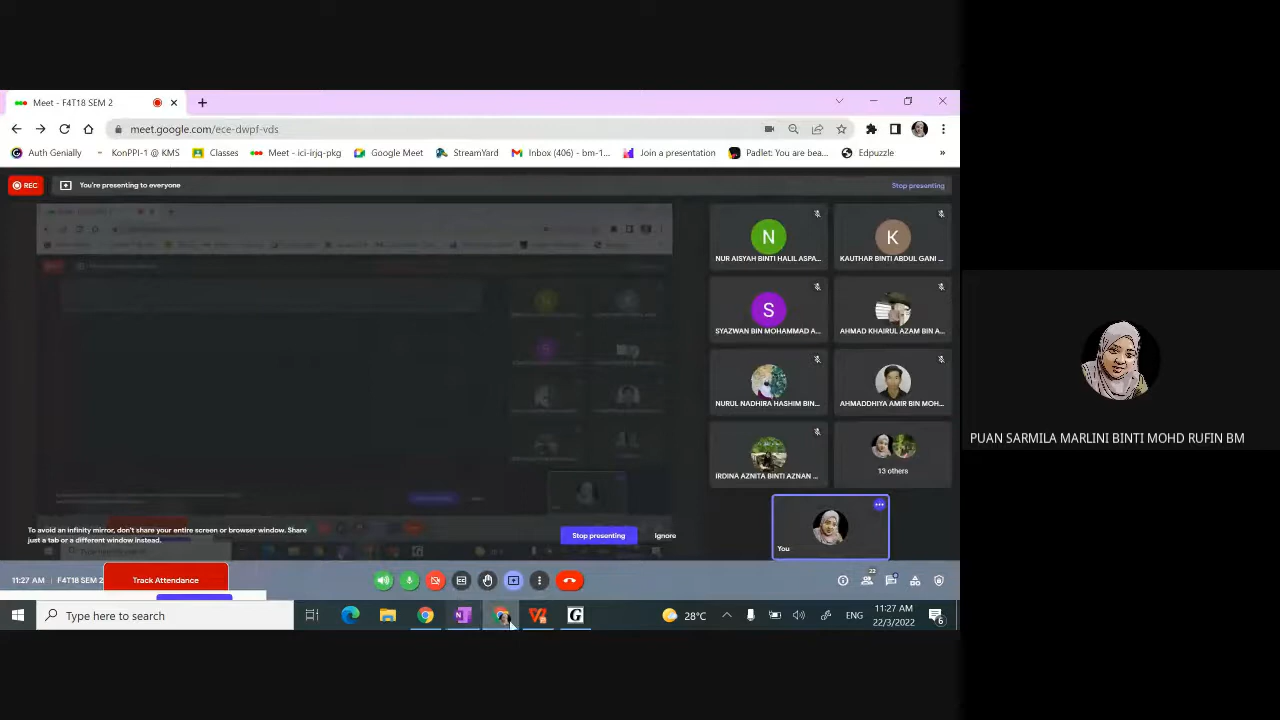 Meet - F4T18 SEM 2
meet.google.com/ece-dwpf-vds
Auth Genially KonPPI-1 @ KMS Classes Meet - ici-irjq-pkg Google Meet StreamYard Inbox (406) - bm-1... Join a presentation Padlet: You are bea... Edpuzzle »
REC You're presenting to everyone Stop presenting
N K
NUR AISYAH BINTI HALIL ASPA... KAUTHAR BINTI ABDUL GANI ...
S
SYAZWAN BIN MOHAMMAD A... AHMAD KHAIRUL AZAM BIN A...
NURUL NADHIRA HASHIM BIN... AHMADDHIYA AMIR BIN MOH...
IRDINA AZNITA BINTI AZNAN ... 13 others
PUAN SARMILA MARLINI BINTI MOHD RUFIN BM
To avoid an infinity mirror, don't share your entire screen or browser window. Share
just a tab or a different window instead.
Stop presenting Ignore
You
11:27 AM F4T18 SEM 2 Track Attendance 22
Type here to search 28°C ENG 11:27 AM
22/3/2022 6